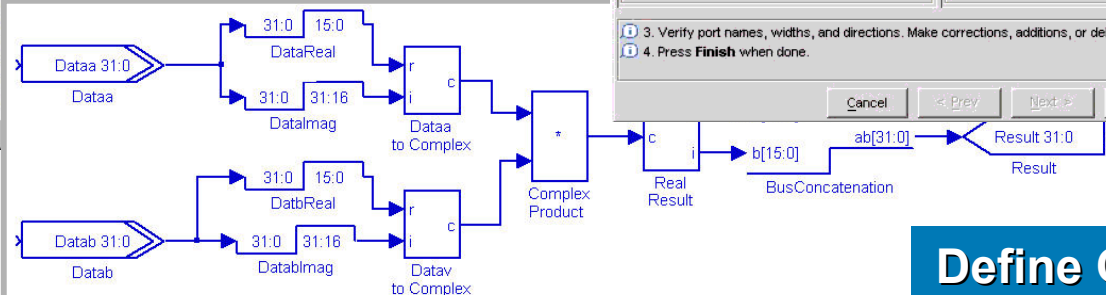 3. Verify port names, widths, and directions. Make corrections, additions, or
4. Press Finish when done.
Cancel
< Prev
Next >
Dataa 31:0
Dataa
31:0 15:0
DataReal
31:0 31:16
DataImag
r
i
c
Dataa
to Complex
Datab 31:0
Datab
31:0 15:0
DatbReal
31:0 31:16
DatabImag
r
i
c
Datav
to Complex
*
Complex
Product
c
i
Real
Result
b[15:0]
ab[31:0]
BusConcatenation
Result 31:0
Result
Define